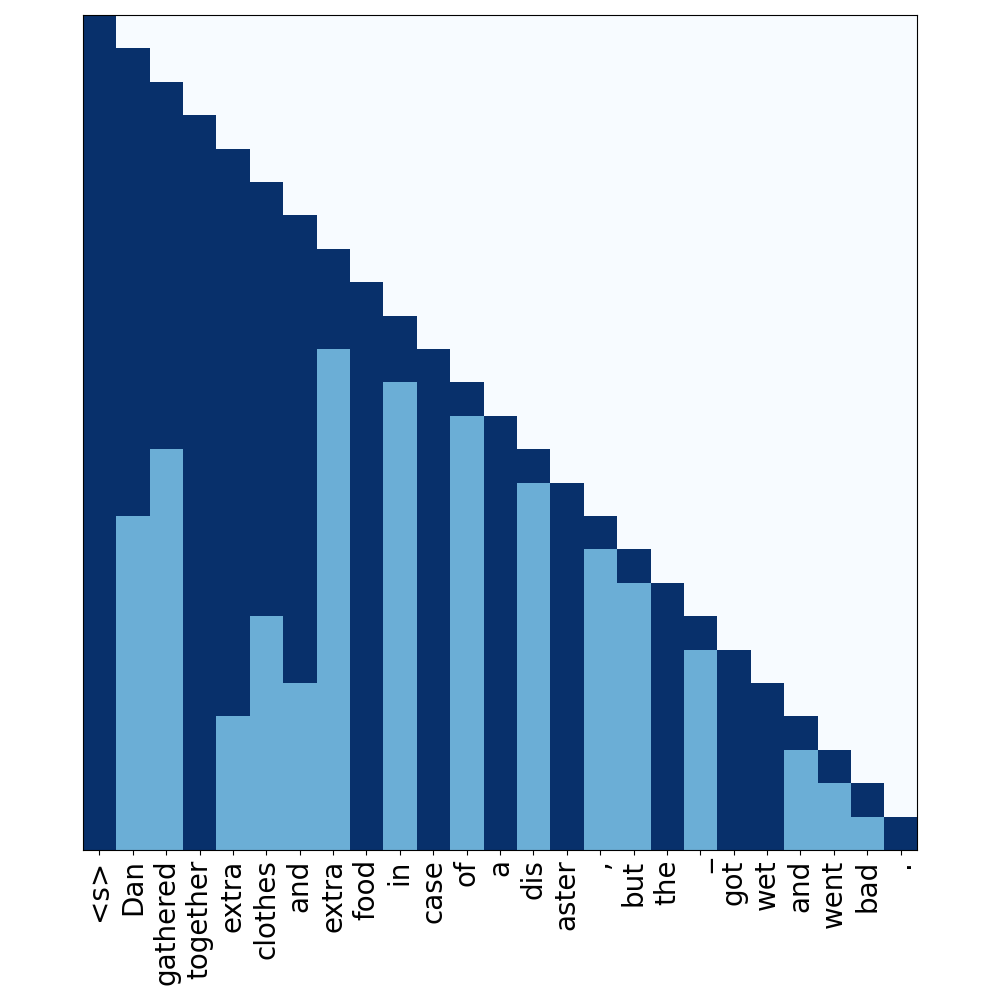 <s>
Dan
gathered
together
extra
clothes
and
extra
food
in
case
of
a
dis
aster
,
but
the
_
got
wet
and
went
bad
.